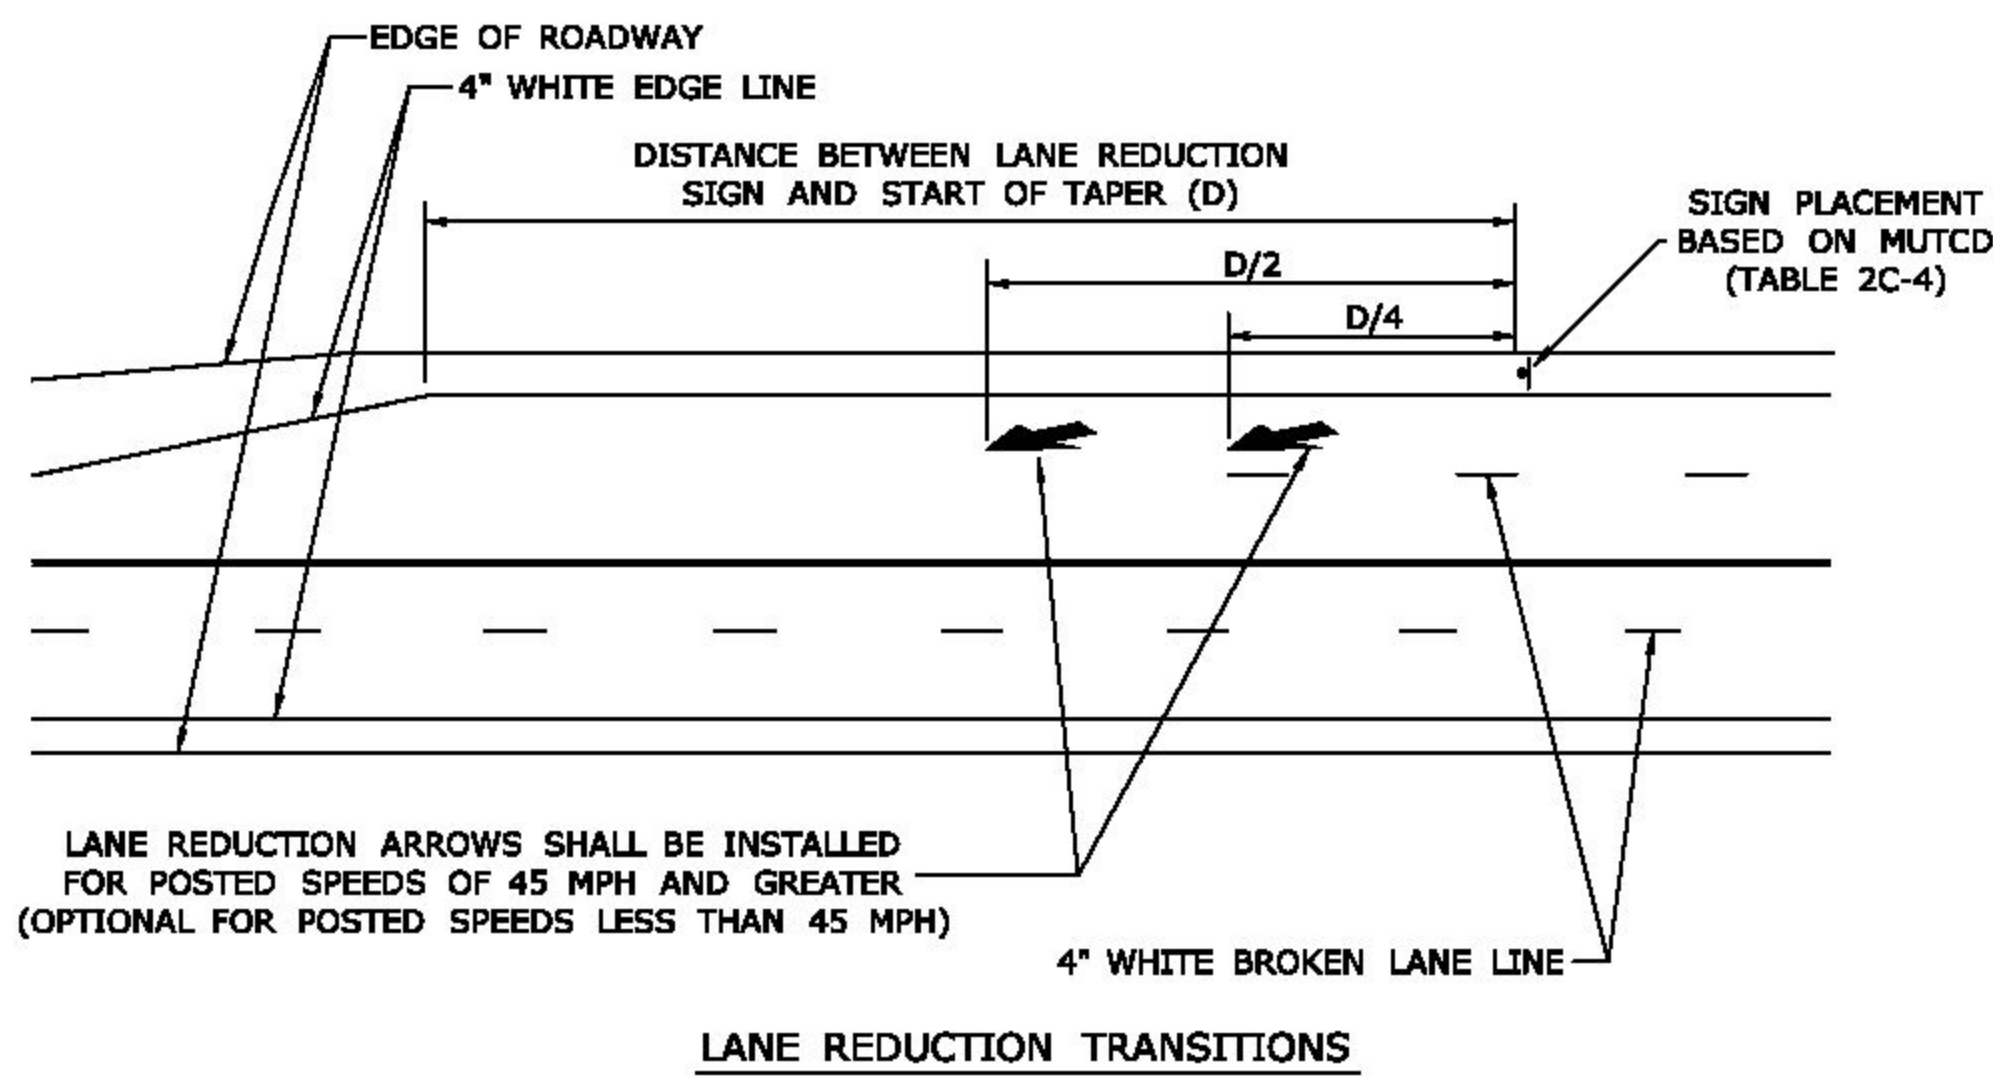 EDGE OF ROADWAY
4" WHITE EDGE LINE
DISTANCE BETWEEN LANE REDUCTION
SIGN AND START OF TAPER (D)
SIGN PLACEMENT
BASED ON MUTCD
(TABLE 2C-4)
D/2
D/4
LANE REDUCTION ARROWS SHALL BE INSTALLED
FOR POSTED SPEEDS OF 45 MPH AND GREATER
(OPTIONAL FOR POSTED SPEEDS LESS THAN 45 MPH)
4" WHITE BROKEN LANE LINE
LANE REDUCTION TRANSITIONS